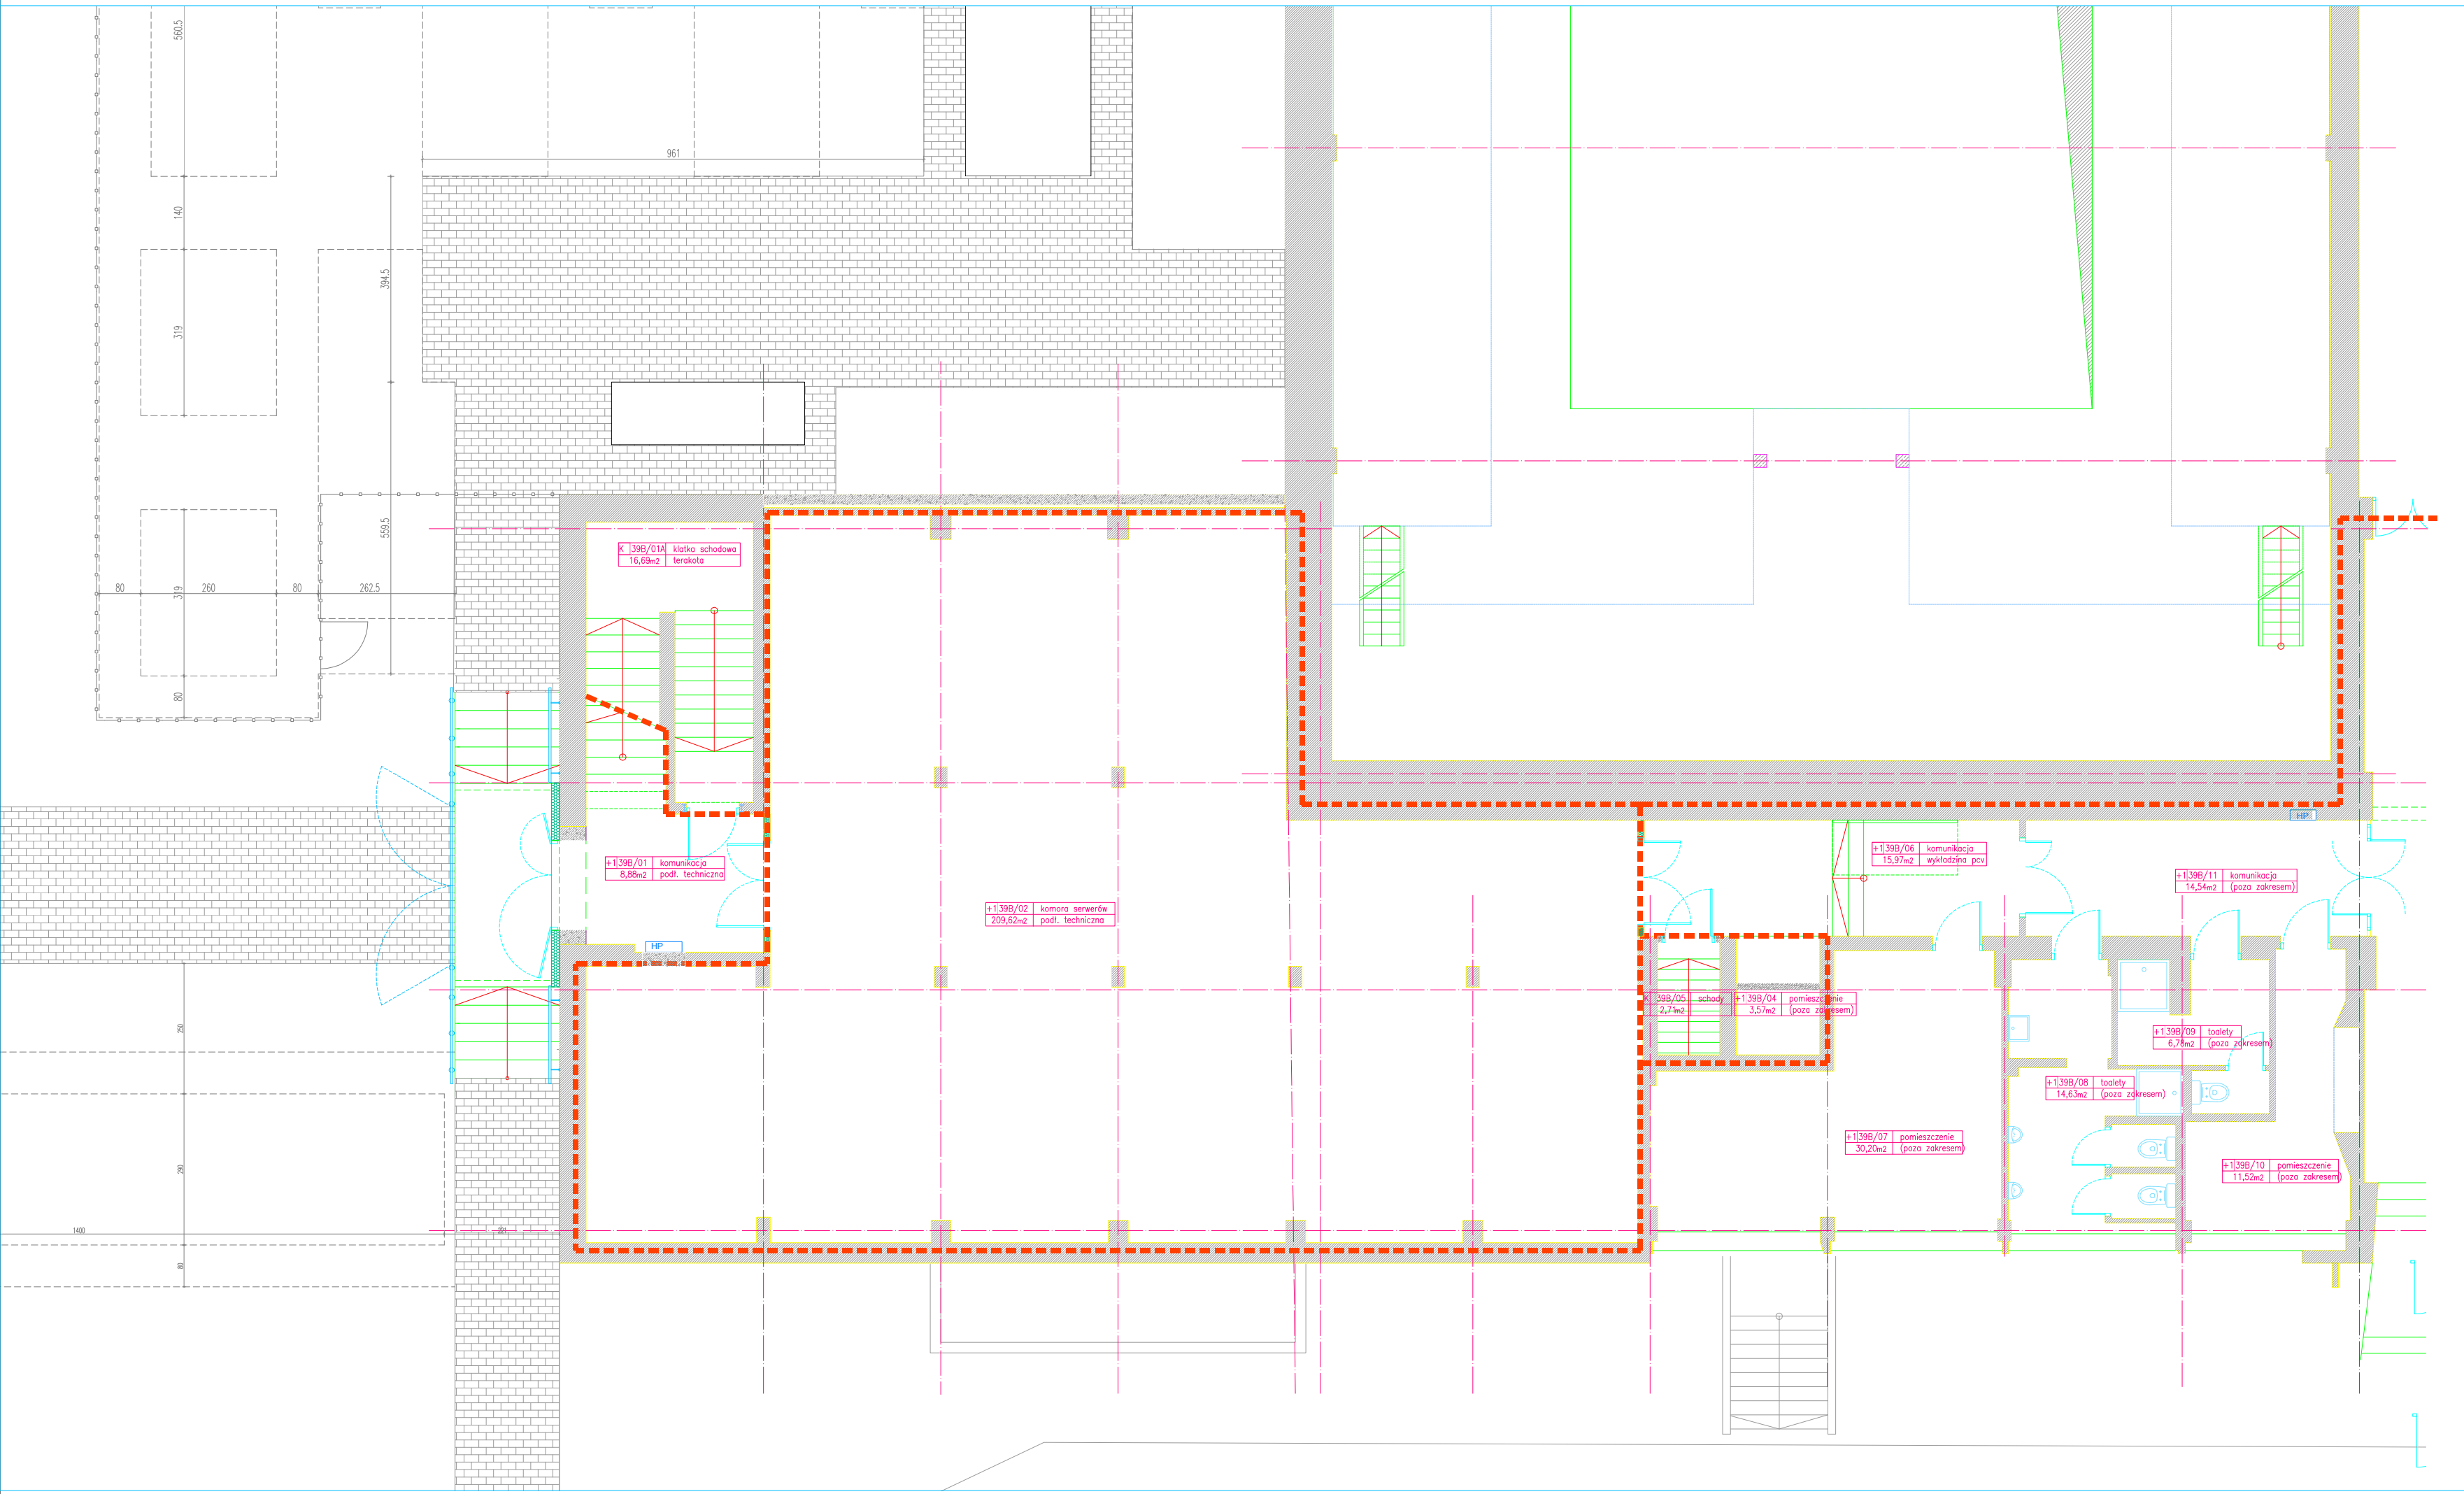 560.5
961
140
394.5
319
559.5
K 39B/01A klatka schodowa
16,69m2 terakota
80 260 80 262.5
319
80
+1 39B/01 komunikacja
8,88m2 podł. techniczna
HP
+1 39B/02 komora serwerów
209,62m2 podł. techniczna
HP
+1 39B/06 komunikacja
15,97m2 wykładzina pcv
+1 39B/11 komunikacja
14,54m2 (poza zakresem)
K 39B/05 schody
2,71m2
+1 39B/04 pomieszczenie
3,57m2 (poza zakresem)
+1 39B/09 toalety
6,78m2 (poza zakresem)
+1 39B/08 toalety
14,63m2 (poza zakresem)
+1 39B/07 pomieszczenie
30,20m2 (poza zakresem)
+1 39B/10 pomieszczenie
11,52m2 (poza zakresem)
250
290
1400
80